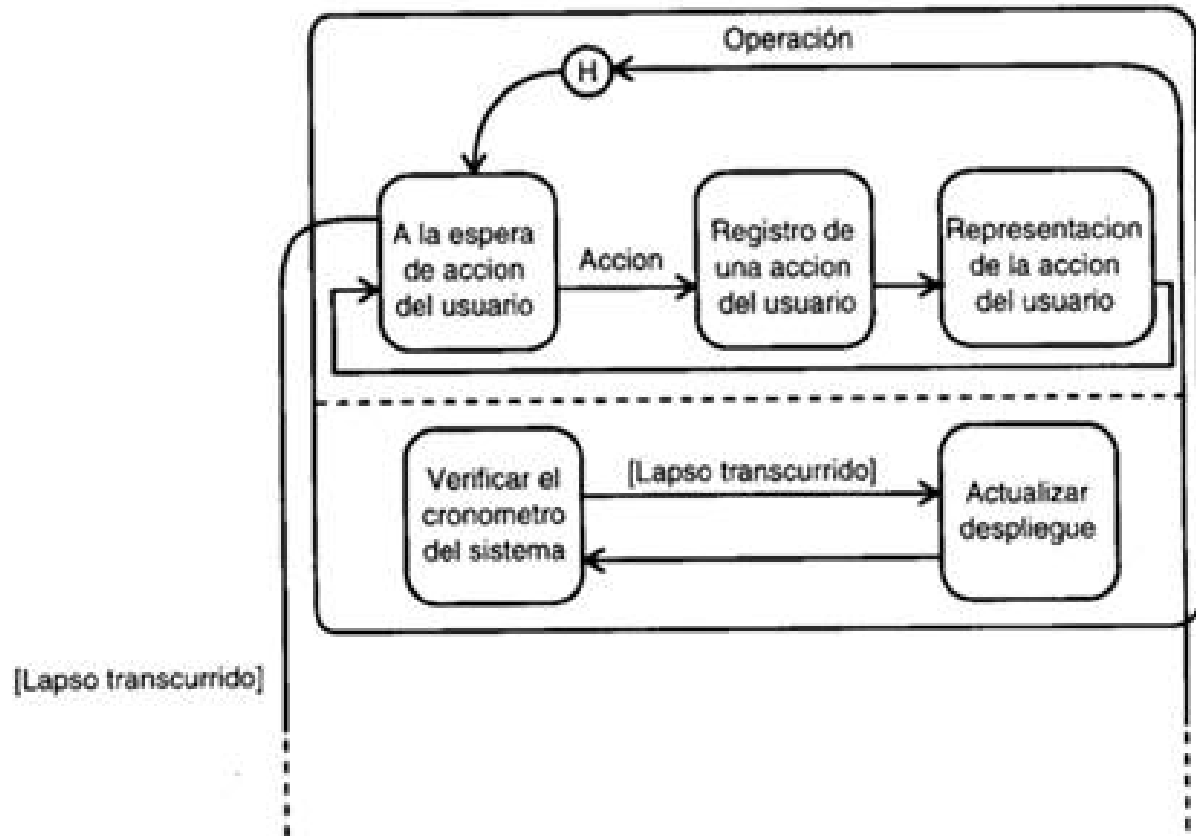 Operación
H
A la espera
de accion
del usuario
Accion
Registro de
una accion
del usuario
Representacion
de la accion
del usuario
Verificar el
cronometro
del sistema
[Lapso transcurrido]
Actualizar
despliegue
[Lapso transcurrido]